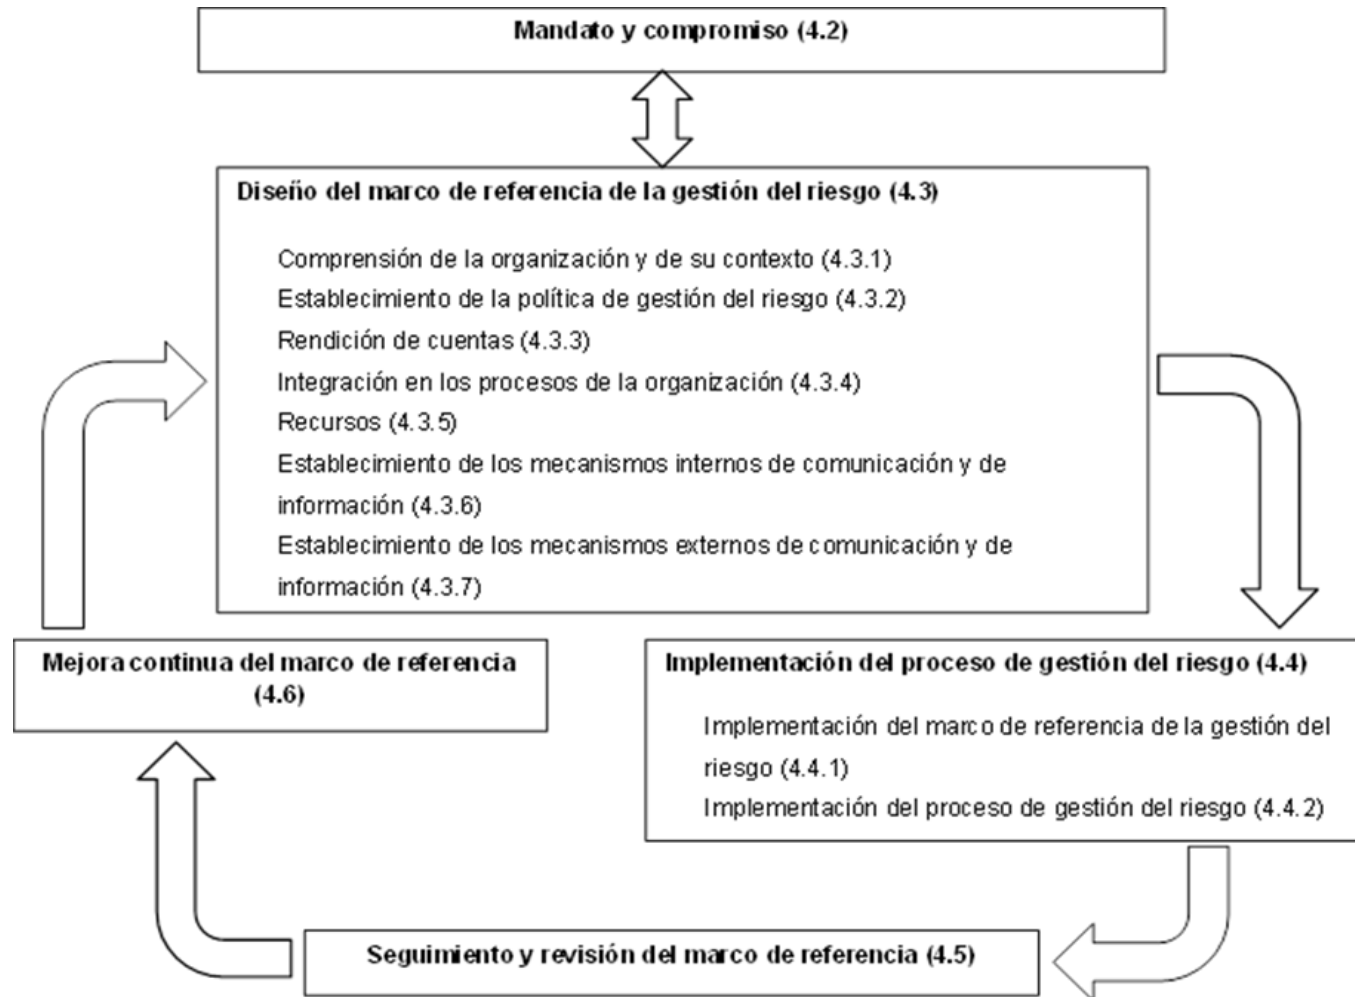 Mandato y compromiso (4.2)
Diseño del marco de referencia de la gestión del riesgo (4.3)
Comprensión de la organización y de su contexto (4.3.1)
Establecimiento de la política de gestión del riesgo (4.3.2)
Rendición de cuentas (4.3.3)
Integración en los procesos de la organización (4.3.4)
Recursos (4.3.5)
Establecimiento de los mecanismos internos de comunicación y de
información (4.3.6)
Establecimiento de los mecanismos externos de comunicación y de
información (4.3.7)
Mejora continua del marco de referencia
(4.6)
Implementación del proceso de gestión del riesgo (4.4)
Implementación del marco de referencia de la gestión del
riesgo (4.4.1)
Implementación del proceso de gestión del riesgo (4.4.2)
Seguimiento y revisión del marco de referencia (4.5)